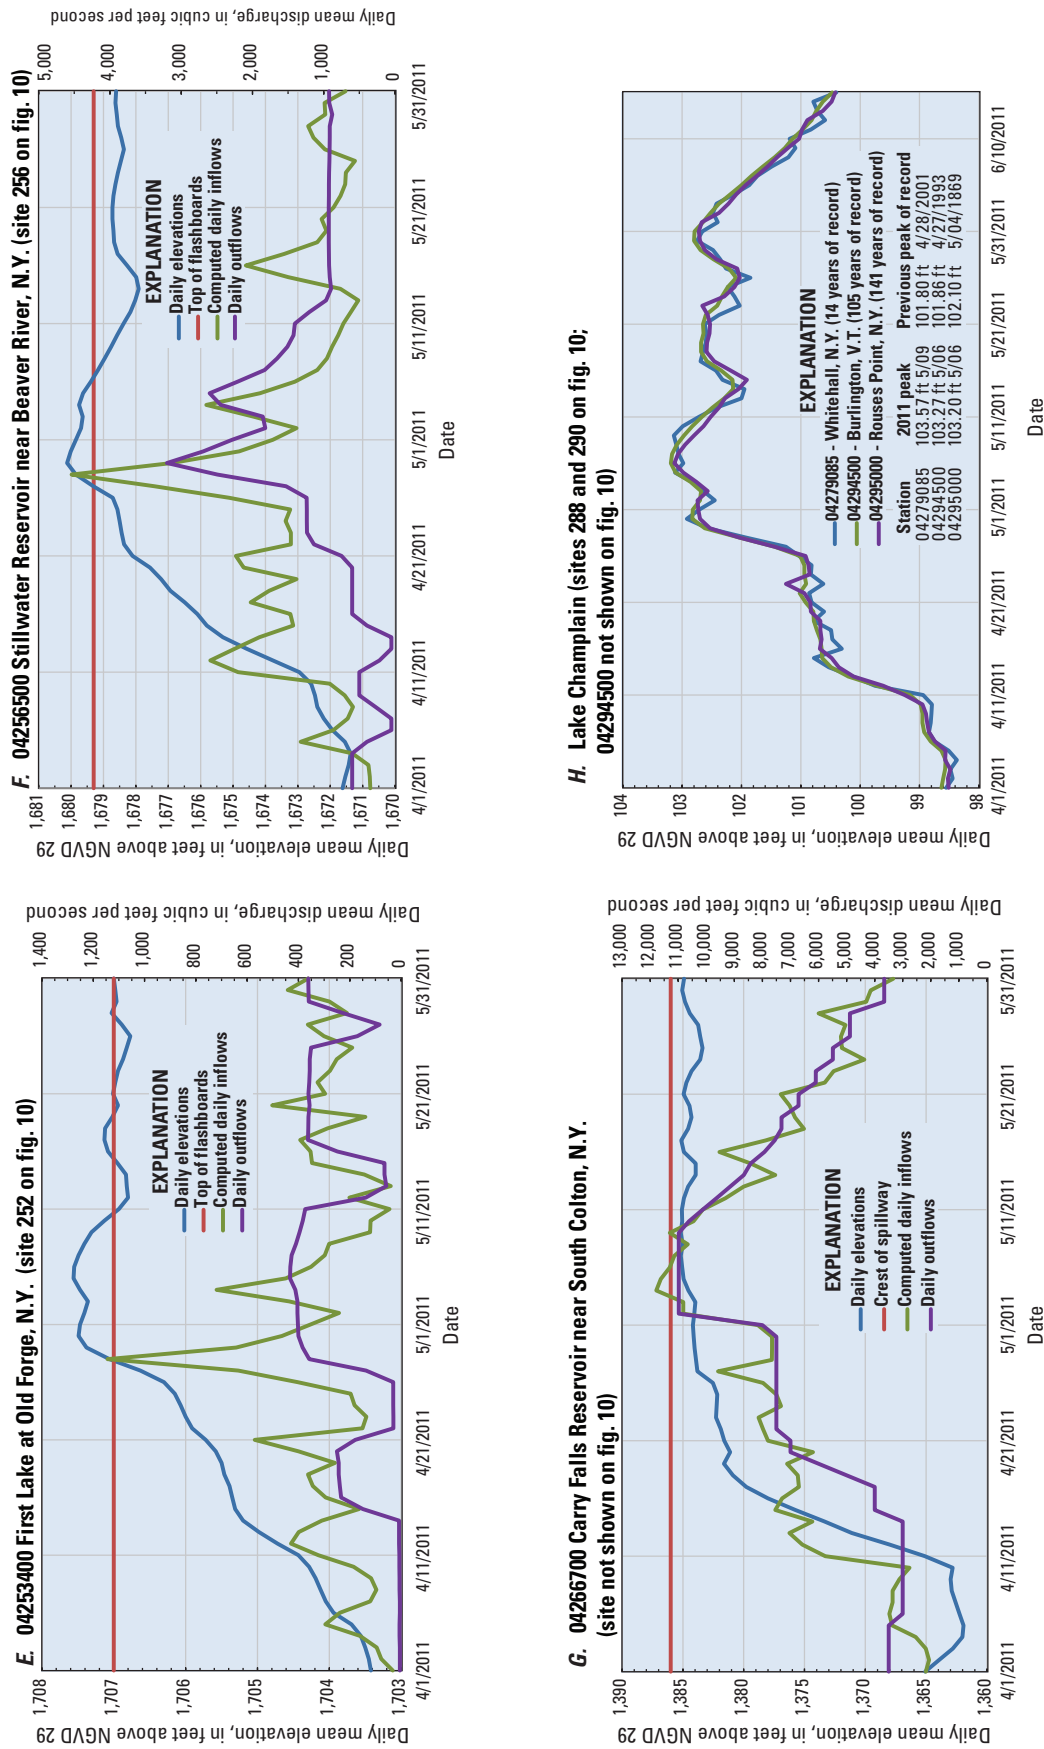 E. 04253400 First Lake at Old Forge, N.Y. (site 252 on fig. 10)
Daily mean elevation, in feet above NGVD 29
1,708
1,707
1,706
1,705
1,704
1,703
Daily mean discharge, in cubic feet per second
1,400
1,200
1,000
800
600
400
200
0
EXPLANATION
Daily elevations
Top of flashboards
Computed daily inflows
Daily outflows
4/1/2011
4/11/2011
4/21/2011
5/1/2011
5/11/2011
5/21/2011
5/31/2011
Date
F. 04256500 Stillwater Reservoir near Beaver River, N.Y. (site 256 on fig. 10)
Daily mean elevation, in feet above NGVD 29
1,681
1,680
1,679
1,678
1,677
1,676
1,675
1,674
1,673
1,672
1,671
1,670
Daily mean discharge, in cubic feet per second
5,000
4,000
3,000
2,000
1,000
0
EXPLANATION
Daily elevations
Top of flashboards
Computed daily inflows
Daily outflows
4/1/2011
4/11/2011
4/21/2011
5/1/2011
5/11/2011
5/21/2011
5/31/2011
Date
G. 04266700 Carry Falls Reservoir near South Colton, N.Y.
(site not shown on fig. 10)
Daily mean elevation, in feet above NGVD 29
1,390
1,385
1,380
1,375
1,370
1,365
1,360
Daily mean discharge, in cubic feet per second
13,000
12,000
11,000
10,000
9,000
8,000
7,000
6,000
5,000
4,000
3,000
2,000
1,000
0
EXPLANATION
Daily elevations
Crest of spillway
Computed daily inflows
Daily outflows
4/1/2011
4/11/2011
4/21/2011
5/1/2011
5/11/2011
5/21/2011
5/31/2011
Date
H. Lake Champlain (sites 288 and 290 on fig. 10;
04294500 not shown on fig. 10)
Daily mean elevation, in feet above NGVD 29
104
103
102
101
100
99
98
EXPLANATION
04279085 - Whitehall, N.Y. (14 years of record)
04294500 - Burlington, V.T. (105 years of record)
04295000 - Rouses Point, N.Y. (141 years of record)
Station 2011 peak Previous peak of record
04279085 103.57 ft 5/09 101.80 ft 4/28/2001
04294500 103.27 ft 5/06 101.86 ft 4/27/1993
04295000 103.20 ft 5/06 102.10 ft 5/04/1869
4/1/2011
4/11/2011
4/21/2011
5/1/2011
5/11/2011
5/21/2011
5/31/2011
6/10/2011
Date